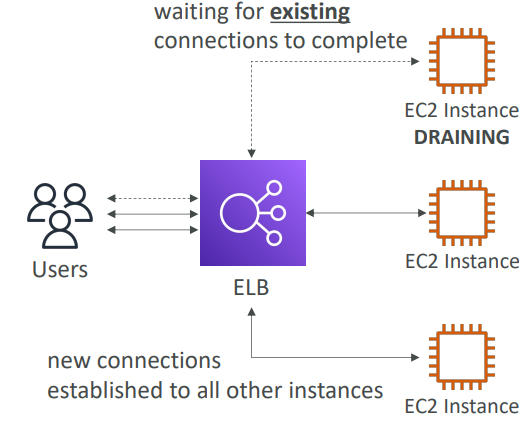 waiting for existing
connections to complete
EC2 Instance
DRAINING
Users
ELB
EC2 Instance
new connections
established to all other instances
EC2 Instance